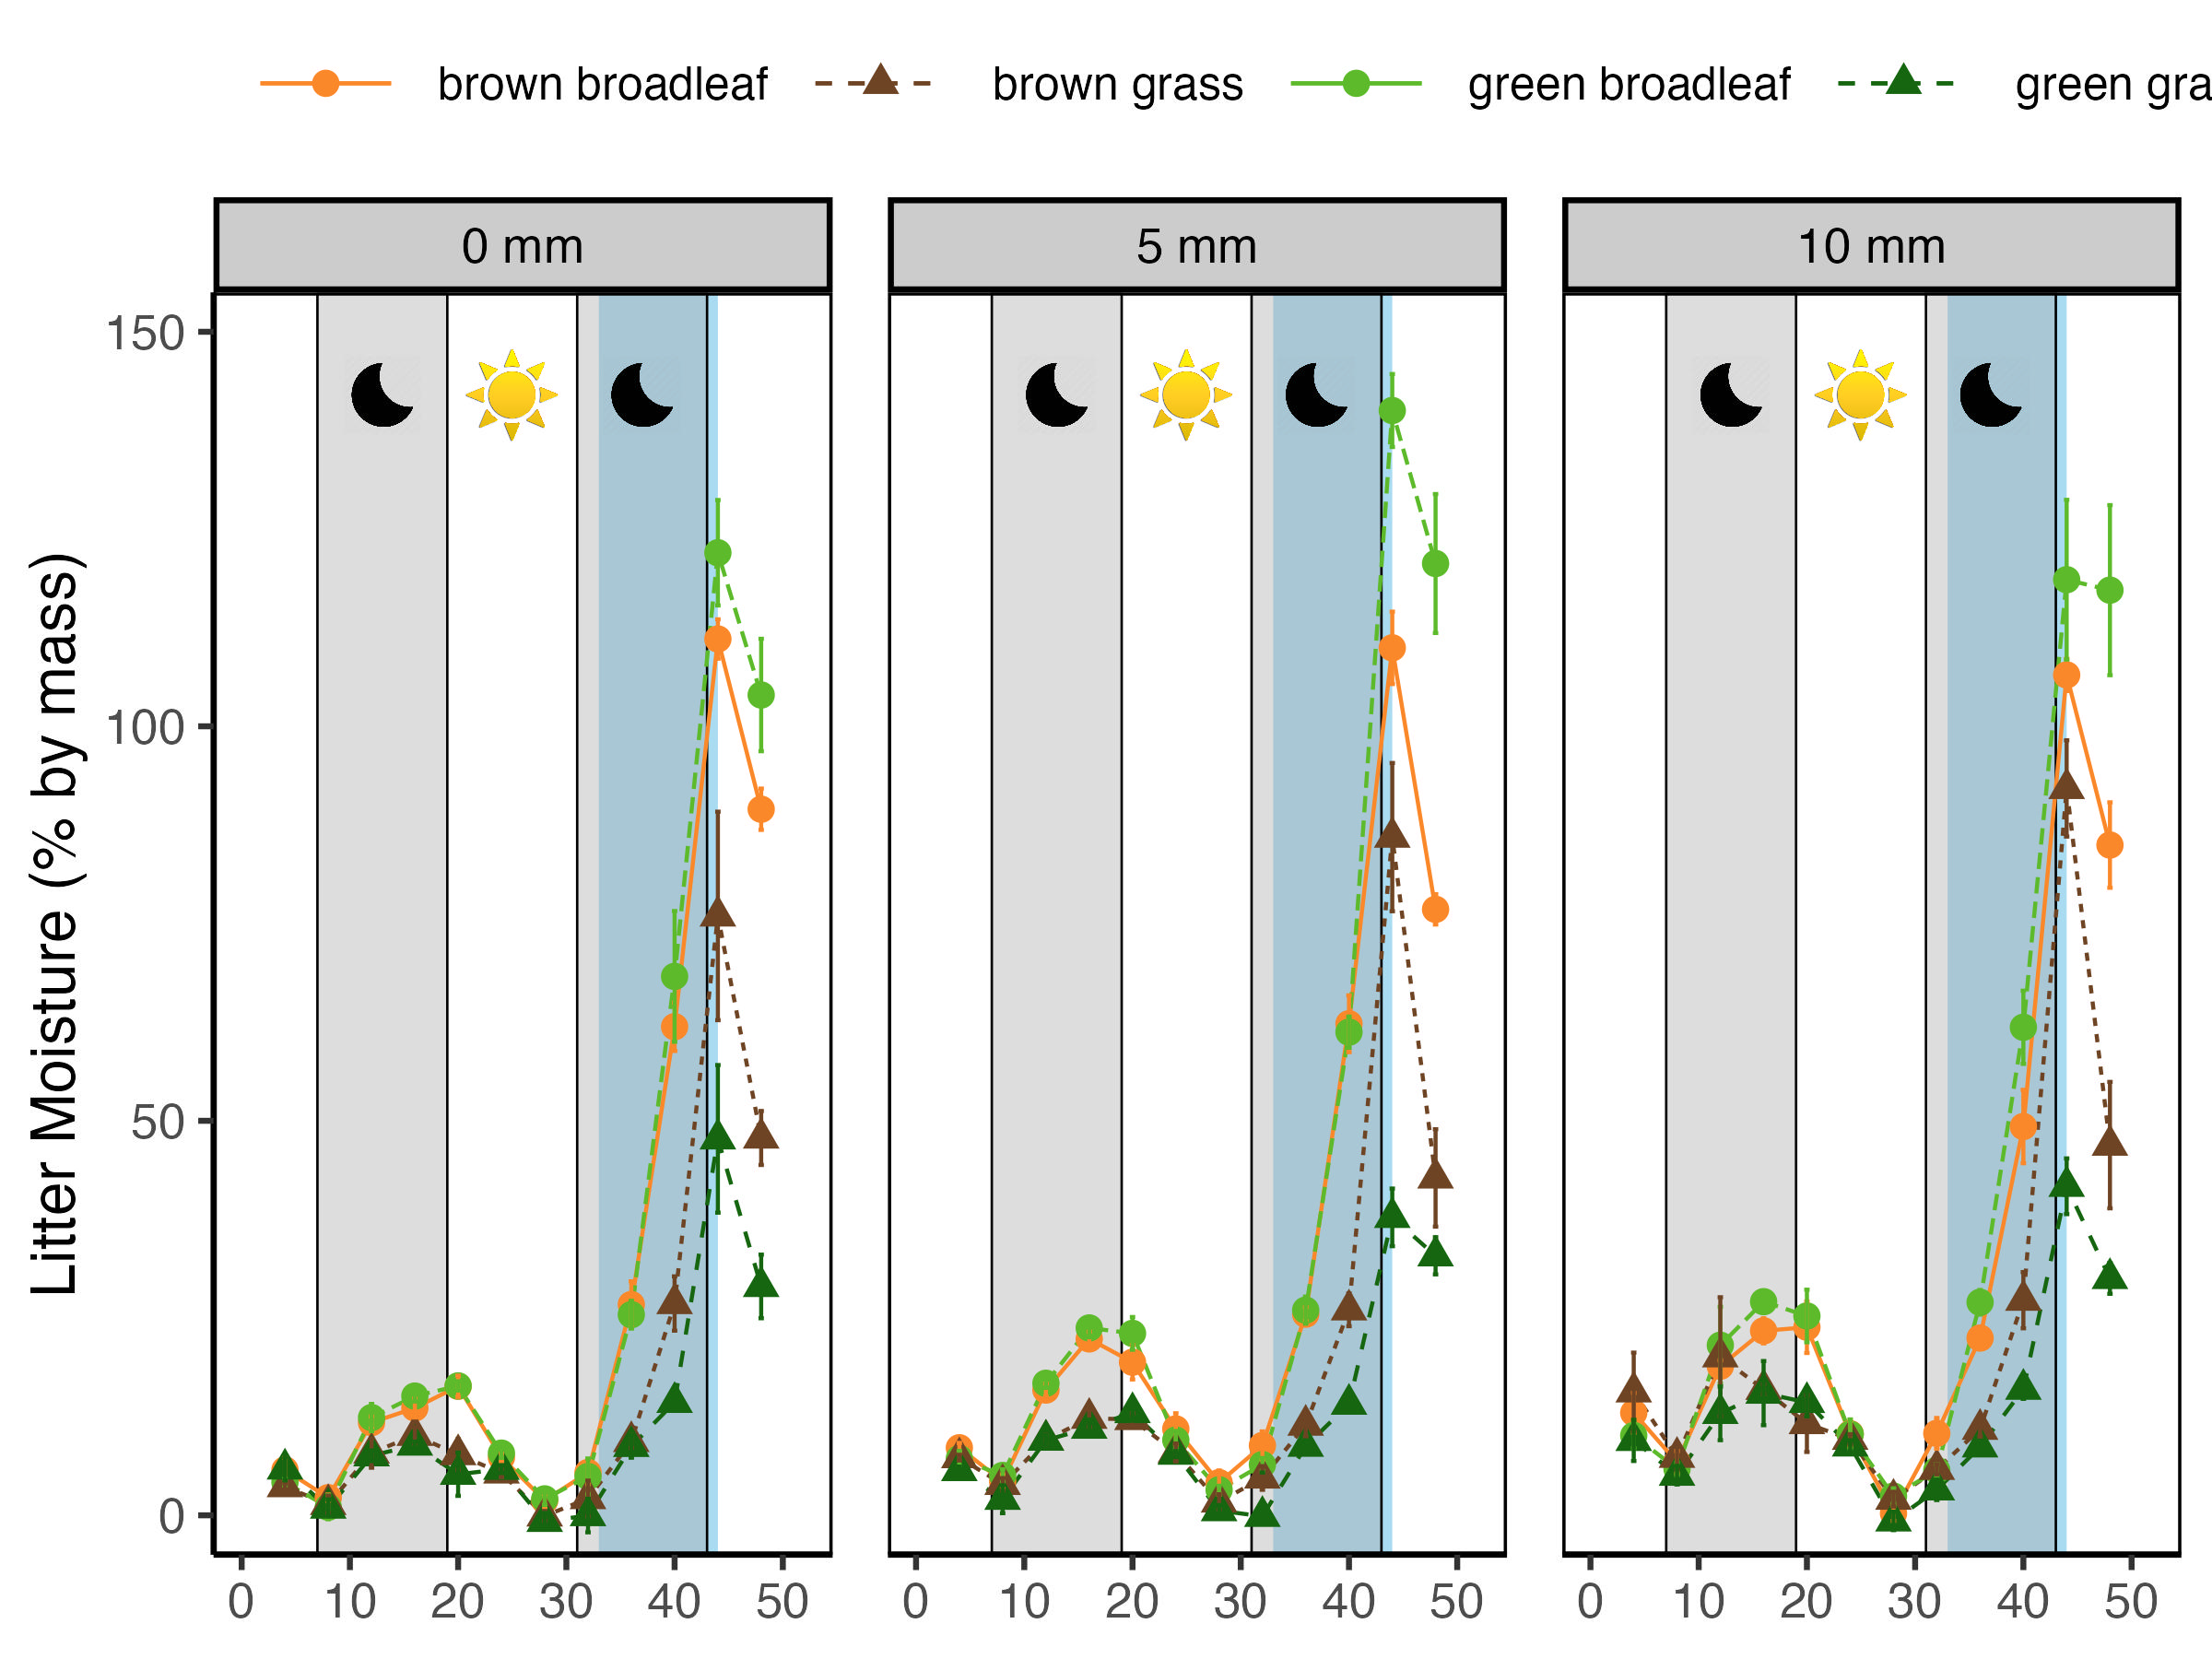 brown broadleaf brown grass green broadleaf green gra
0 mm 5 mm 10 mm
150
100
50
0
Litter Moisture (% by mass)
0 10 20 30 40 50 0 10 20 30 40 50 0 10 20 30 40 50